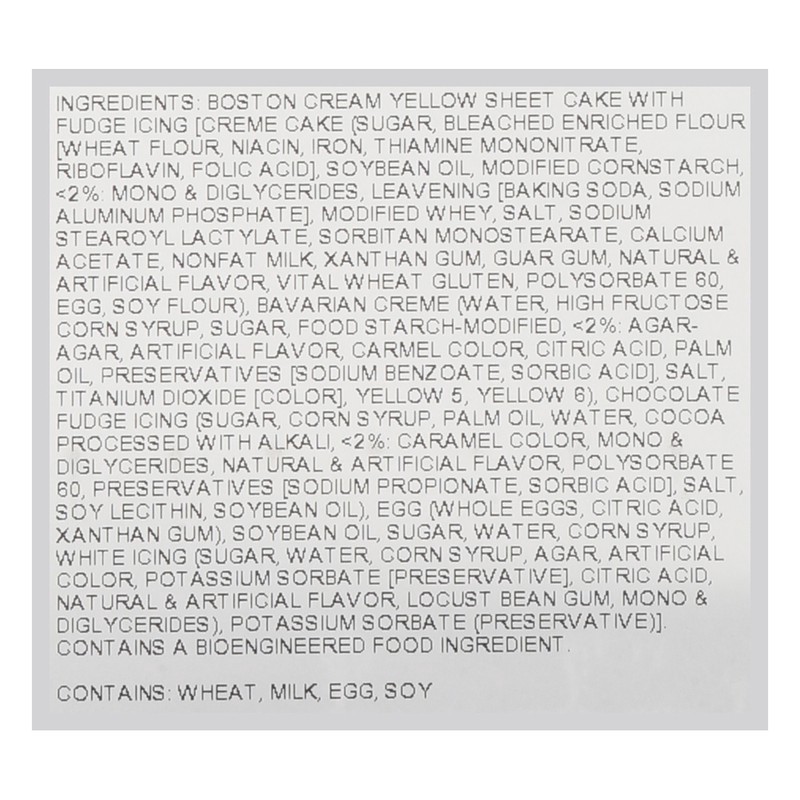 INGREDIENTS: BOSTON CREAM YELLOW SHEET CAKE WITH
FUDGE ICING [CREME CAKE (SUGAR, BLEACHED ENRICHED FLOUR
[WHEAT FLOUR, NIACIN, IRON, THIAMINE MONONITRATE,
RIBOFLAVIN, FOLIC ACID], SOYBEAN OIL, MODIFIED CORNSTARCH,
<2%: MONO & DIGLYCERIDES, LEAVENING [BAKING SODA, SODIUM
ALUMINUM PHOSPHATE], MODIFIED WHEY, SALT, SODIUM
STEAROYL LACTYLATE, SORBITAN MONOSTEARATE, CALCIUM
ACETATE, NONFAT MILK, XANTHAN GUM, GUAR GUM, NATURAL &
ARTIFICIAL FLAVOR, VITAL WHEAT GLUTEN, POLYSORBATE 60,
EGG, SOY FLOUR), BAVARIAN CREME (WATER, HIGH FRUCTOSE
CORN SYRUP, SUGAR, FOOD STARCH-MODIFIED, <2%: AGAR-
AGAR, ARTIFICIAL FLAVOR, CARMEL COLOR, CITRIC ACID, PALM
OIL, PRESERVATIVES [SODIUM BENZOATE, SORBIC ACID], SALT,
TITANIUM DIOXIDE [COLOR], YELLOW 5, YELLOW 6), CHOCOLATE
FUDGE ICING (SUGAR, CORN SYRUP, PALM OIL, WATER, COCOA
PROCESSED WITH ALKALI, <2%: CARAMEL COLOR, MONO &
DIGLYCERIDES, NATURAL & ARTIFICIAL FLAVOR, POLYSORBATE
60, PRESERVATIVES [SODIUM PROPIONATE, SORBIC ACID], SALT,
SOY LECITHIN, SOYBEAN OIL), EGG (WHOLE EGGS, CITRIC ACID,
XANTHAN GUM), SOYBEAN OIL, SUGAR, WATER, CORN SYRUP,
WHITE ICING (SUGAR, WATER, CORN SYRUP, AGAR, ARTIFICIAL
COLOR, POTASSIUM SORBATE [PRESERVATIVE], CITRIC ACID,
NATURAL & ARTIFICIAL FLAVOR, LOCUST BEAN GUM, MONO &
DIGLYCERIDES), POTASSIUM SORBATE (PRESERVATIVE)].
CONTAINS A BIOENGINEERED FOOD INGREDIENT.
CONTAINS: WHEAT, MILK, EGG, SOY